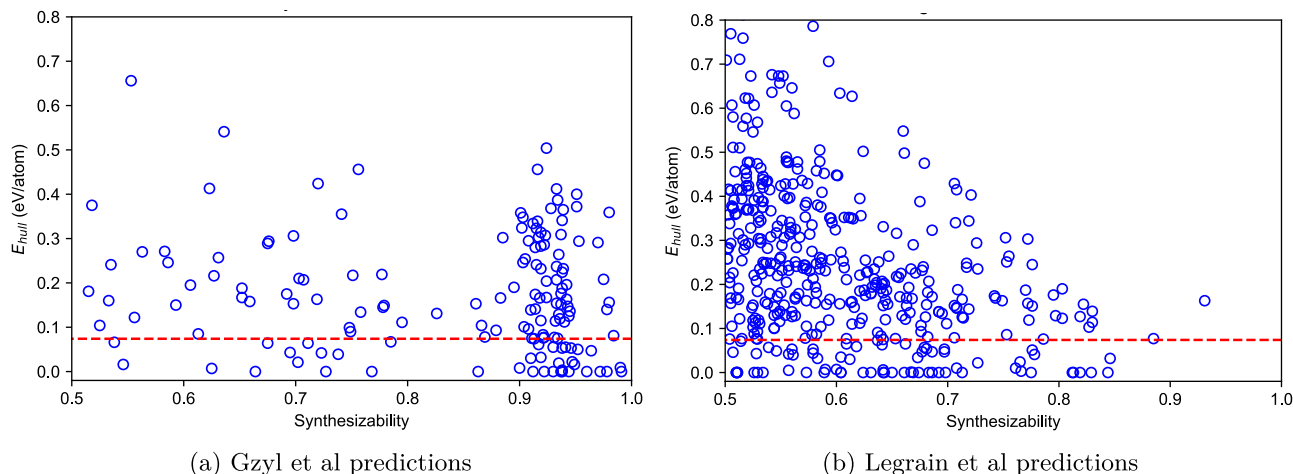 0.8
0.7
0.6
0.5
0.4
0.3
0.2
0.1
0.0
E_hull (eV/atom)
0.5 0.6 0.7 0.8 0.9 1.0
Synthesizability
(a) Gzyl et al predictions
0.8
0.7
0.6
0.5
0.4
0.3
0.2
0.1
0.0
E_hull (eV/atom)
0.5 0.6 0.7 0.8 0.9 1.0
Synthesizability
(b) Legrain et al predictions